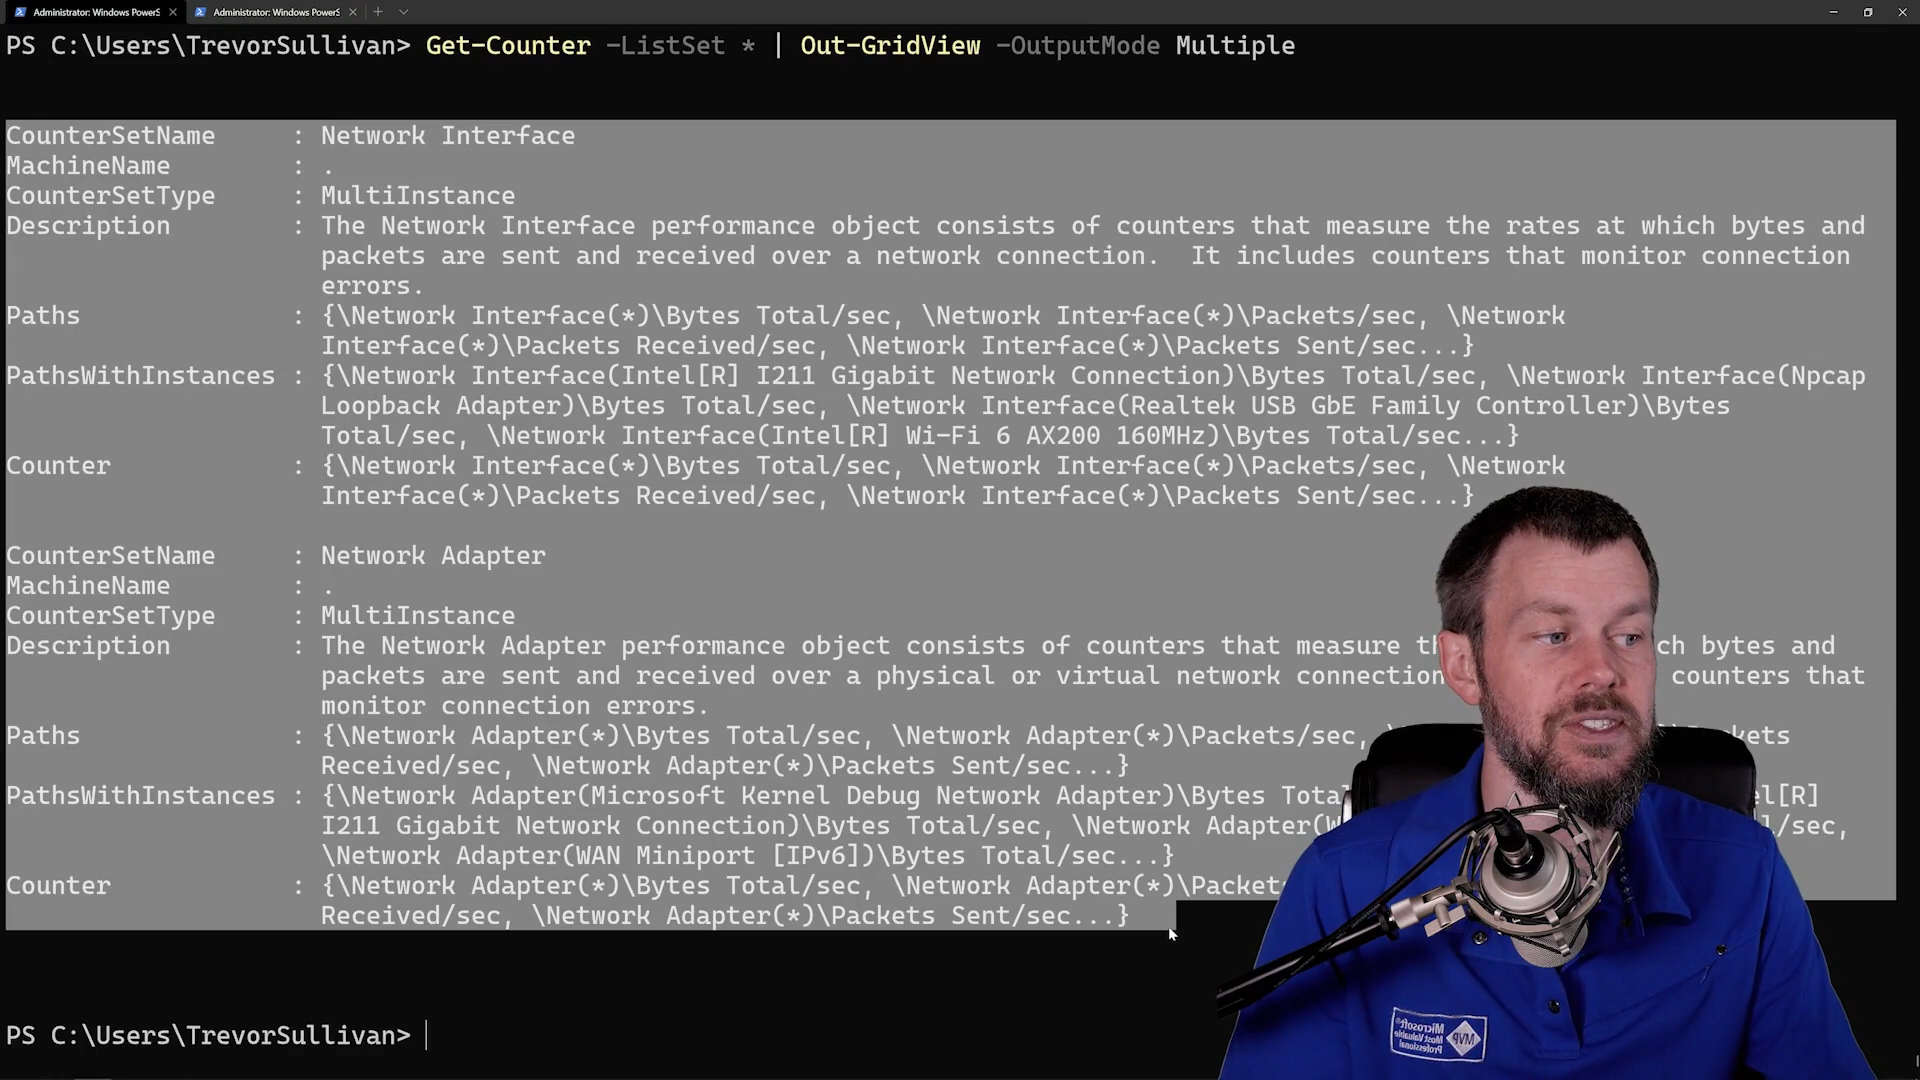 Administrator: Windows PowerS
Administrator: Windows PowerS
PS C:\Users\TrevorSullivan> Get-Counter -ListSet * | Out-GridView -OutputMode Multiple
CounterSetName : Network Interface
MachineName : .
CounterSetType : MultiInstance
Description : The Network Interface performance object consists of counters that measure the rates at which bytes and
packets are sent and received over a network connection. It includes counters that monitor connection
errors.
Paths : {\Network Interface(*)\Bytes Total/sec, \Network Interface(*)\Packets/sec, \Network
Interface(*)\Packets Received/sec, \Network Interface(*)\Packets Sent/sec...}
PathsWithInstances : {\Network Interface(Intel[R] I211 Gigabit Network Connection)\Bytes Total/sec, \Network Interface(Npcap
Loopback Adapter)\Bytes Total/sec, \Network Interface(Realtek USB GbE Family Controller)\Bytes
Total/sec, \Network Interface(Intel[R] Wi-Fi 6 AX200 160MHz)\Bytes Total/sec...}
Counter : {\Network Interface(*)\Bytes Total/sec, \Network Interface(*)\Packets/sec, \Network
Interface(*)\Packets Received/sec, \Network Interface(*)\Packets Sent/sec...}
CounterSetName : Network Adapter
MachineName : .
CounterSetType : MultiInstance
Description : The Network Adapter performance object consists of counters that measure th ch bytes and
packets are sent and received over a physical or virtual network connection counters that
monitor connection errors.
Paths : {\Network Adapter(*)\Bytes Total/sec, \Network Adapter(*)\Packets/sec, kets
Received/sec, \Network Adapter(*)\Packets Sent/sec...}
PathsWithInstances : {\Network Adapter(Microsoft Kernel Debug Network Adapter)\Bytes Total el[R]
I211 Gigabit Network Connection)\Bytes Total/sec, \Network Adapter(W l/sec,
\Network Adapter(WAN Miniport [IPv6])\Bytes Total/sec...}
Counter : {\Network Adapter(*)\Bytes Total/sec, \Network Adapter(*)\Packets
Received/sec, \Network Adapter(*)\Packets Sent/sec...}
PS C:\Users\TrevorSullivan>
Microsoft®
Most Valuable
Professional
MVP